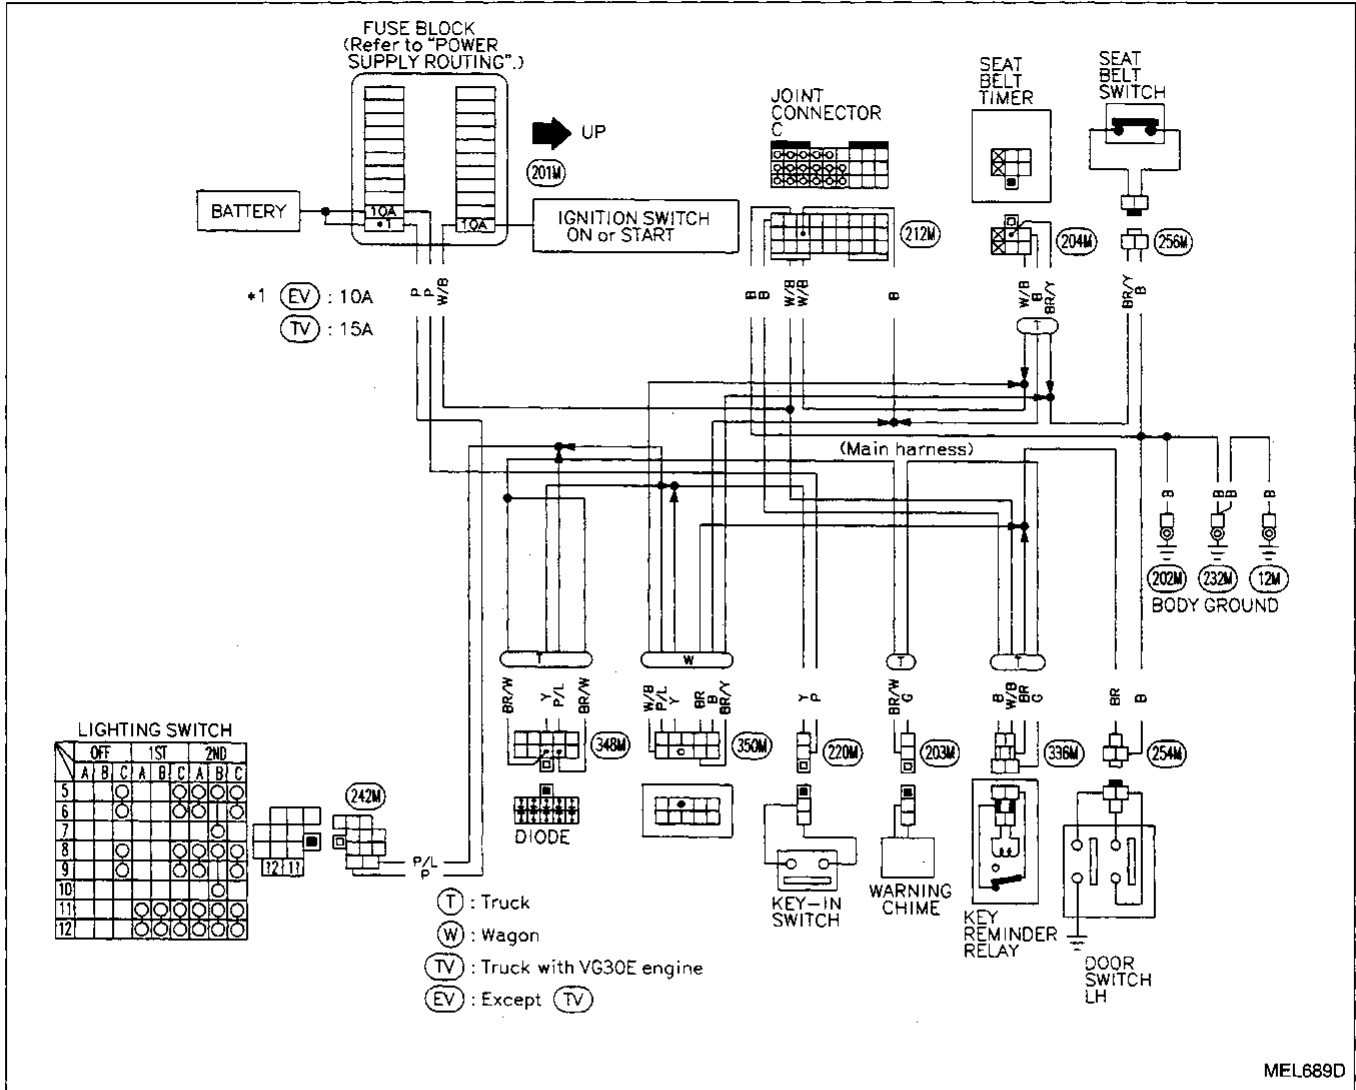 FUSE BLOCK
(Refer to "POWER
SUPPLY ROUTING".)
UP
201M
BATTERY
10A
*1
10A
IGNITION SWITCH
ON or START
*1 EV : 10A
TV : 15A
P
P
W/B
JOINT
CONNECTOR
C
212M
B
B
W/B
W/B
B
SEAT
BELT
TIMER
204M
W/B
B
BR/Y
T
SEAT
BELT
SWITCH
256M
BR/Y
B
(Main harness)
B
B
B
B
202M
232M
12M
BODY GROUND
T
W
T
T
BR/W
Y
P/L
BR/W
W/B
P/L
Y
BR
B
BR/Y
Y
P
BR/W
G
B
W/B
BR
G
BR
B
348M
350M
220M
203M
336M
254M
DIODE
KEY-IN
SWITCH
WARNING
CHIME
KEY
REMINDER
RELAY
DOOR
SWITCH
LH
LIGHTING SWITCH
OFF 1ST 2ND
A B C A B C A B C
5
6
7
8
9
10
11
12
242M
12 11
P/L
P
T : Truck
W : Wagon
TV : Truck with VG30E engine
EV : Except TV
MEL689D